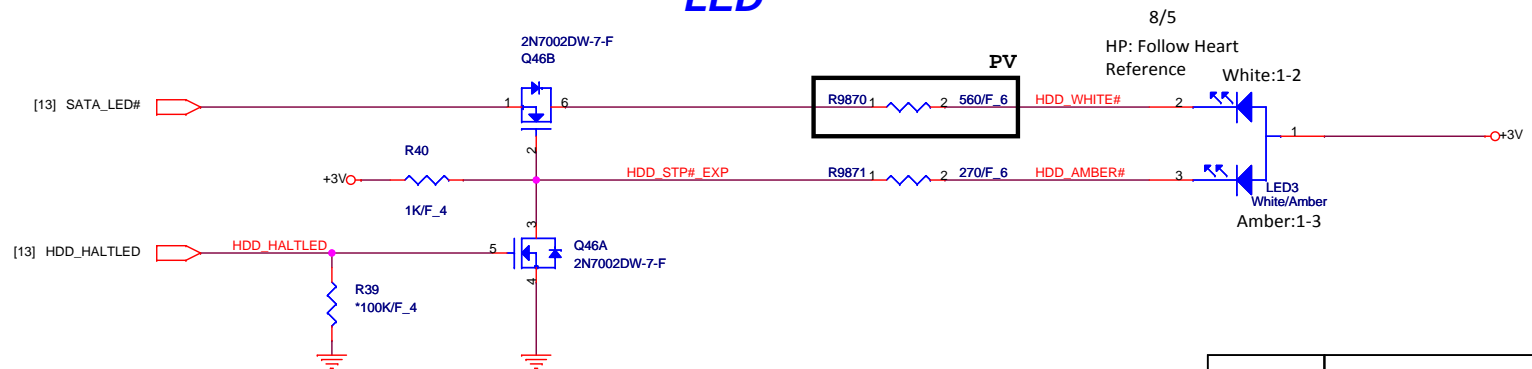 LED
8/5
HP: Follow Heart
Reference
2N7002DW-7-F
Q46B
PV
White:1-2
[13] SATA_LED#
1
6
R9870
1
2
560/F_6
HDD_WHITE#
2
1
+3V
2
R40
+3V
1K/F_4
HDD_STP#_EXP
R9871
1
2
270/F_6
HDD_AMBER#
3
LED3
White/Amber
Amber:1-3
3
[13] HDD_HALTLED
HDD_HALTLED
5
Q46A
2N7002DW-7-F
4
R39
*100K/F_4